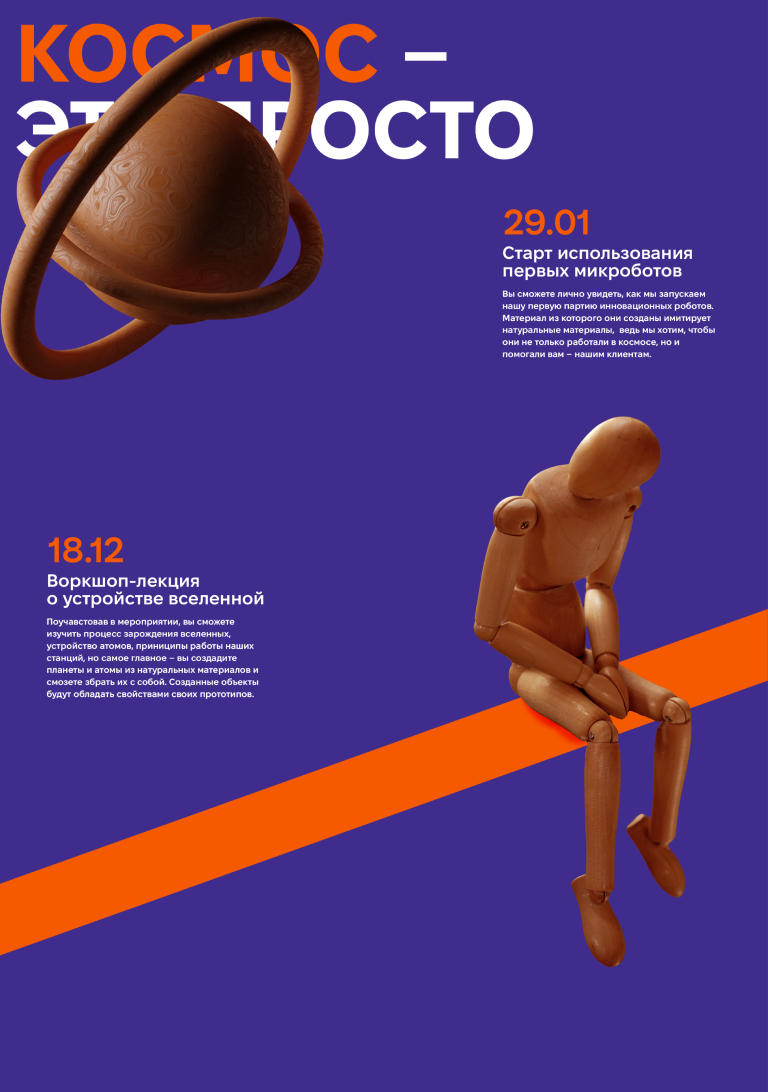 КОСМОС –
ЭТО ПРОСТО
29.01
Старт использования
первых микроботов
Вы сможете лично увидеть, как мы запускаем
нашу первую партию инновационных роботов.
Материал из которого они созданы имитирует
натуральные материалы, ведь мы хотим, чтобы
они не только работали в космосе, но и
помогали вам – нашим клиентам.
18.12
Воркшоп-лекция
о устройстве вселенной
Поучавстовав в мероприятии, вы сможете
изучить процесс зарождения вселенных,
устройство атомов, приниципы работы наших
станций, но самое главное – вы создадите
планеты и атомы из натуральных материалов и
смозете збрать их с собой. Созданные объекты
будут обладать свойствами своих прототипов.